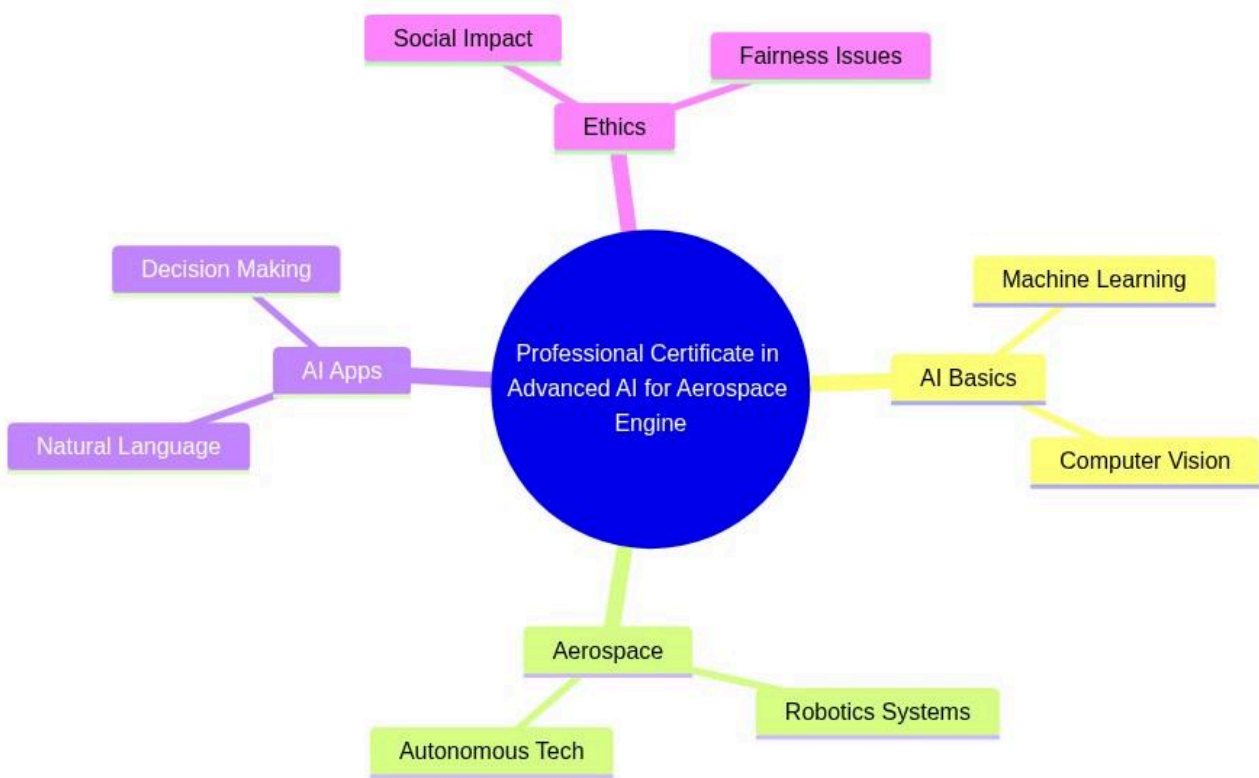 Social Impact
Fairness Issues
Ethics
Decision Making
Machine Learning
AI Apps
Professional Certificate in
Advanced AI for Aerospace
Engine
AI Basics
Natural Language
Computer Vision
Aerospace
Robotics Systems
Autonomous Tech